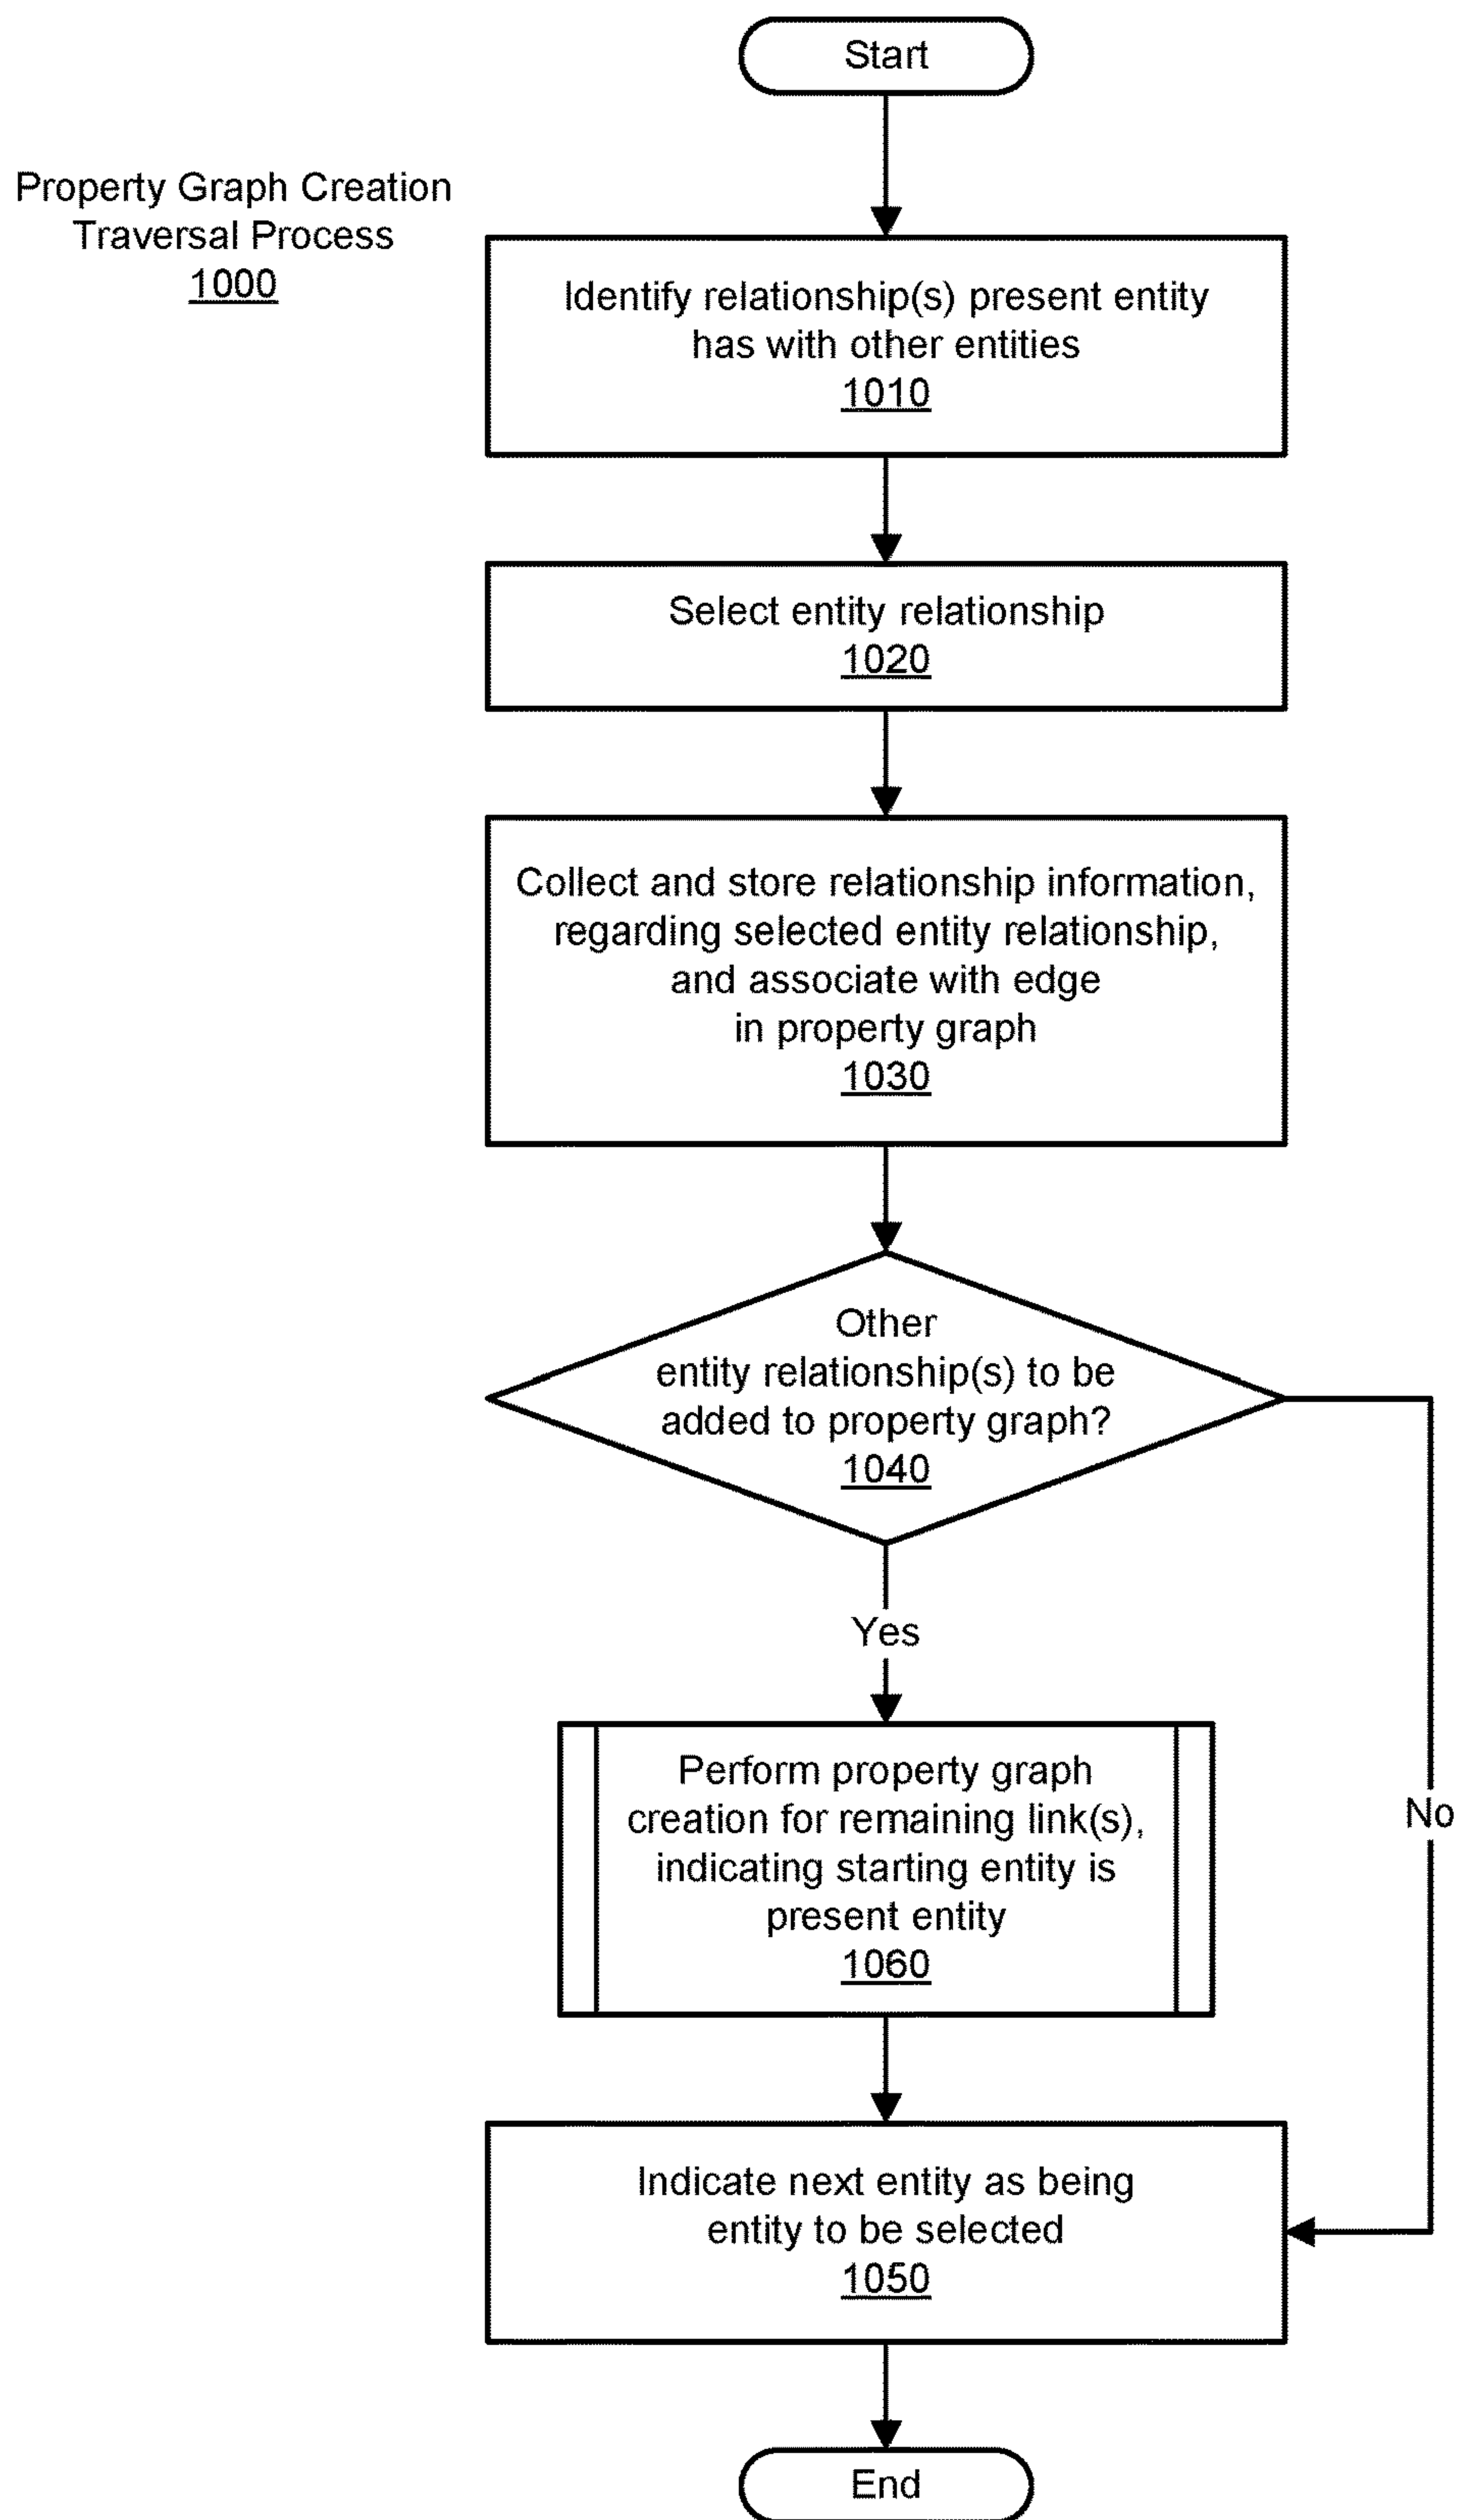 Start
Property Graph Creation
Traversal Process
1000
Identify relationship(s) present entity
has with other entities
1010
Select entity relationship
1020
Collect and store relationship information,
regarding selected entity relationship,
and associate with edge
in property graph
1030
Other
entity relationship(s) to be
added to property graph?
1040
Yes
No
Perform property graph
creation for remaining link(s),
indicating starting entity is
present entity
1060
Indicate next entity as being
entity to be selected
1050
End